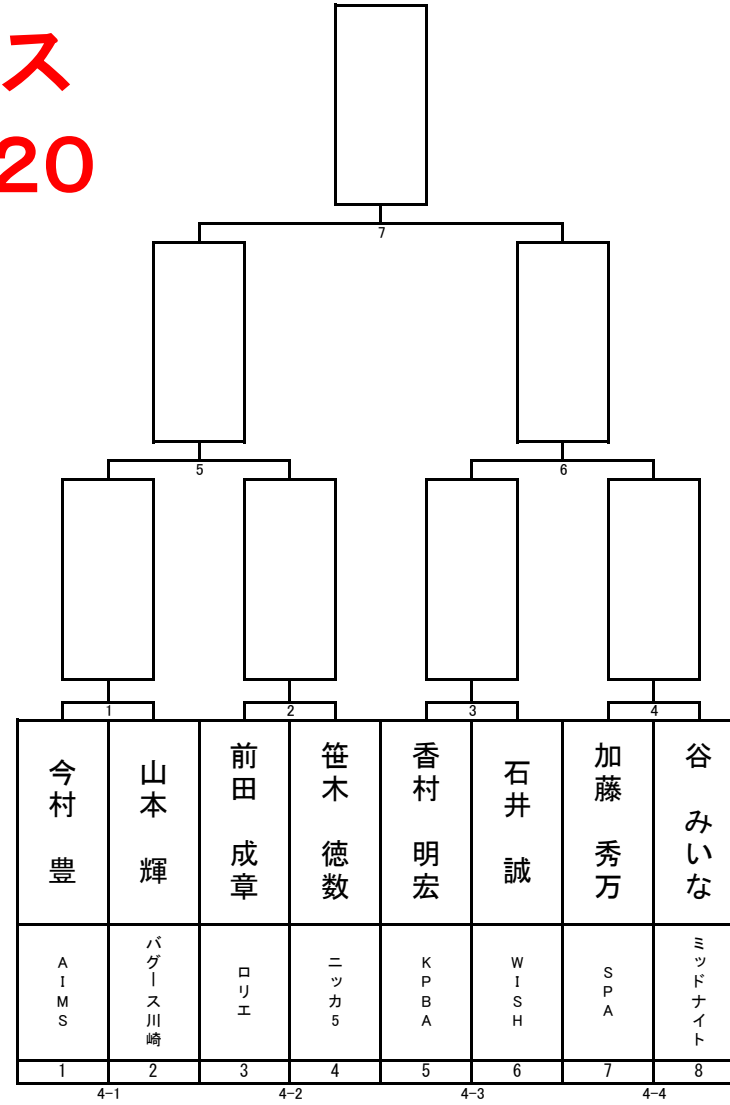 ス
20
7
5
6
1
2
3
4
今村 豊
山本 輝
前田 成章
笹木 徳数
香村 明宏
石井 誠
加藤 秀万
谷 みいな
AIMS
バグース川崎
ロリエ
ニッカ5
KPBA
WISH
SPA
ミッドナイト
1
2
3
4
5
6
7
8
4-1
4-2
4-3
4-4